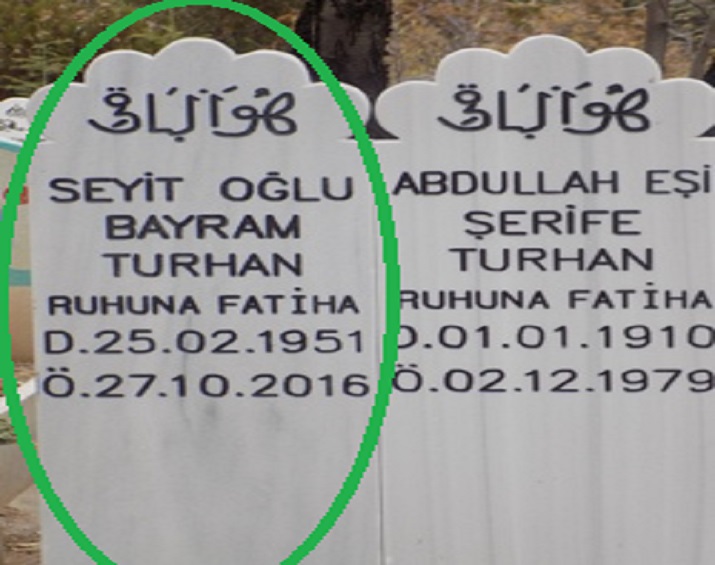 هُوَ الْبَاقِي
SEYİT OĞLU
BAYRAM
TURHAN
RUHUNA FATİHA
D.25.02.1951
Ö.27.10.2016
هُوَ الْبَاقِي
ABDULLAH EŞİ
ŞERİFE
TURHAN
RUHUNA FATİHA
D.01.01.1910
Ö.02.12.1979